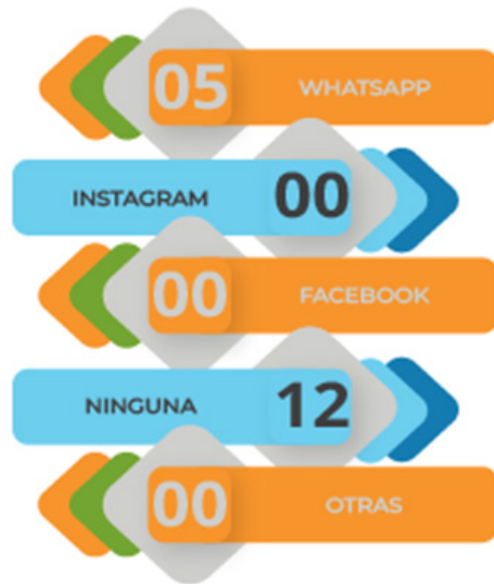 05 WHATSAPP
INSTAGRAM 00
00 FACEBOOK
NINGUNA 12
00 OTRAS